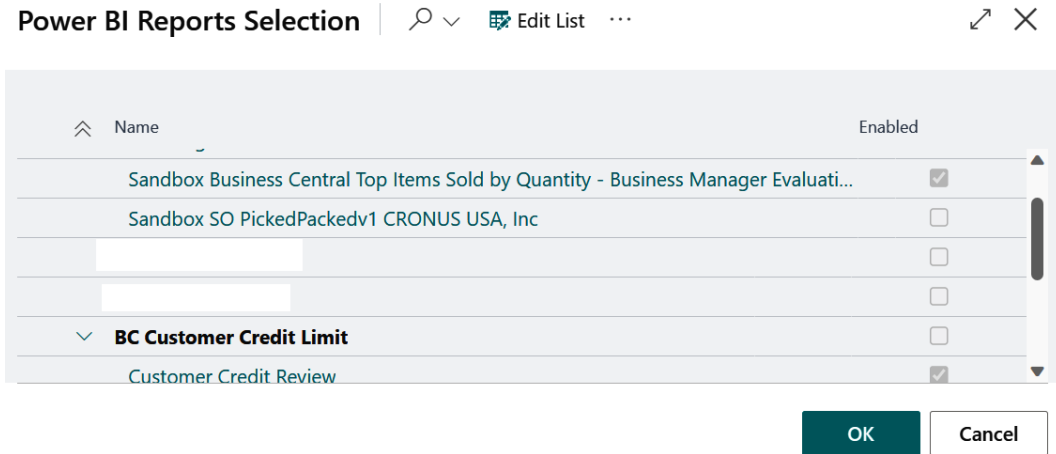 Power BI Reports Selection
Edit List
Name Enabled
Sandbox Business Central Top Items Sold by Quantity - Business Manager Evaluati...
Sandbox SO PickedPackedv1 CRONUS USA, Inc
BC Customer Credit Limit
Customer Credit Review
OK Cancel